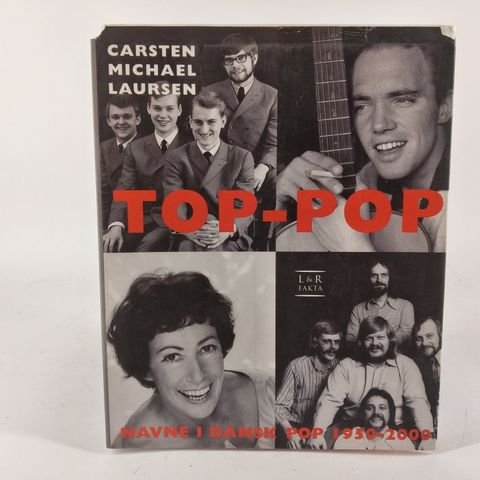 CARSTEN
MICHAEL
LAURSEN
TOP-POP
L&R
FAKTA
NAVNE I DANSK POP 1950-2000